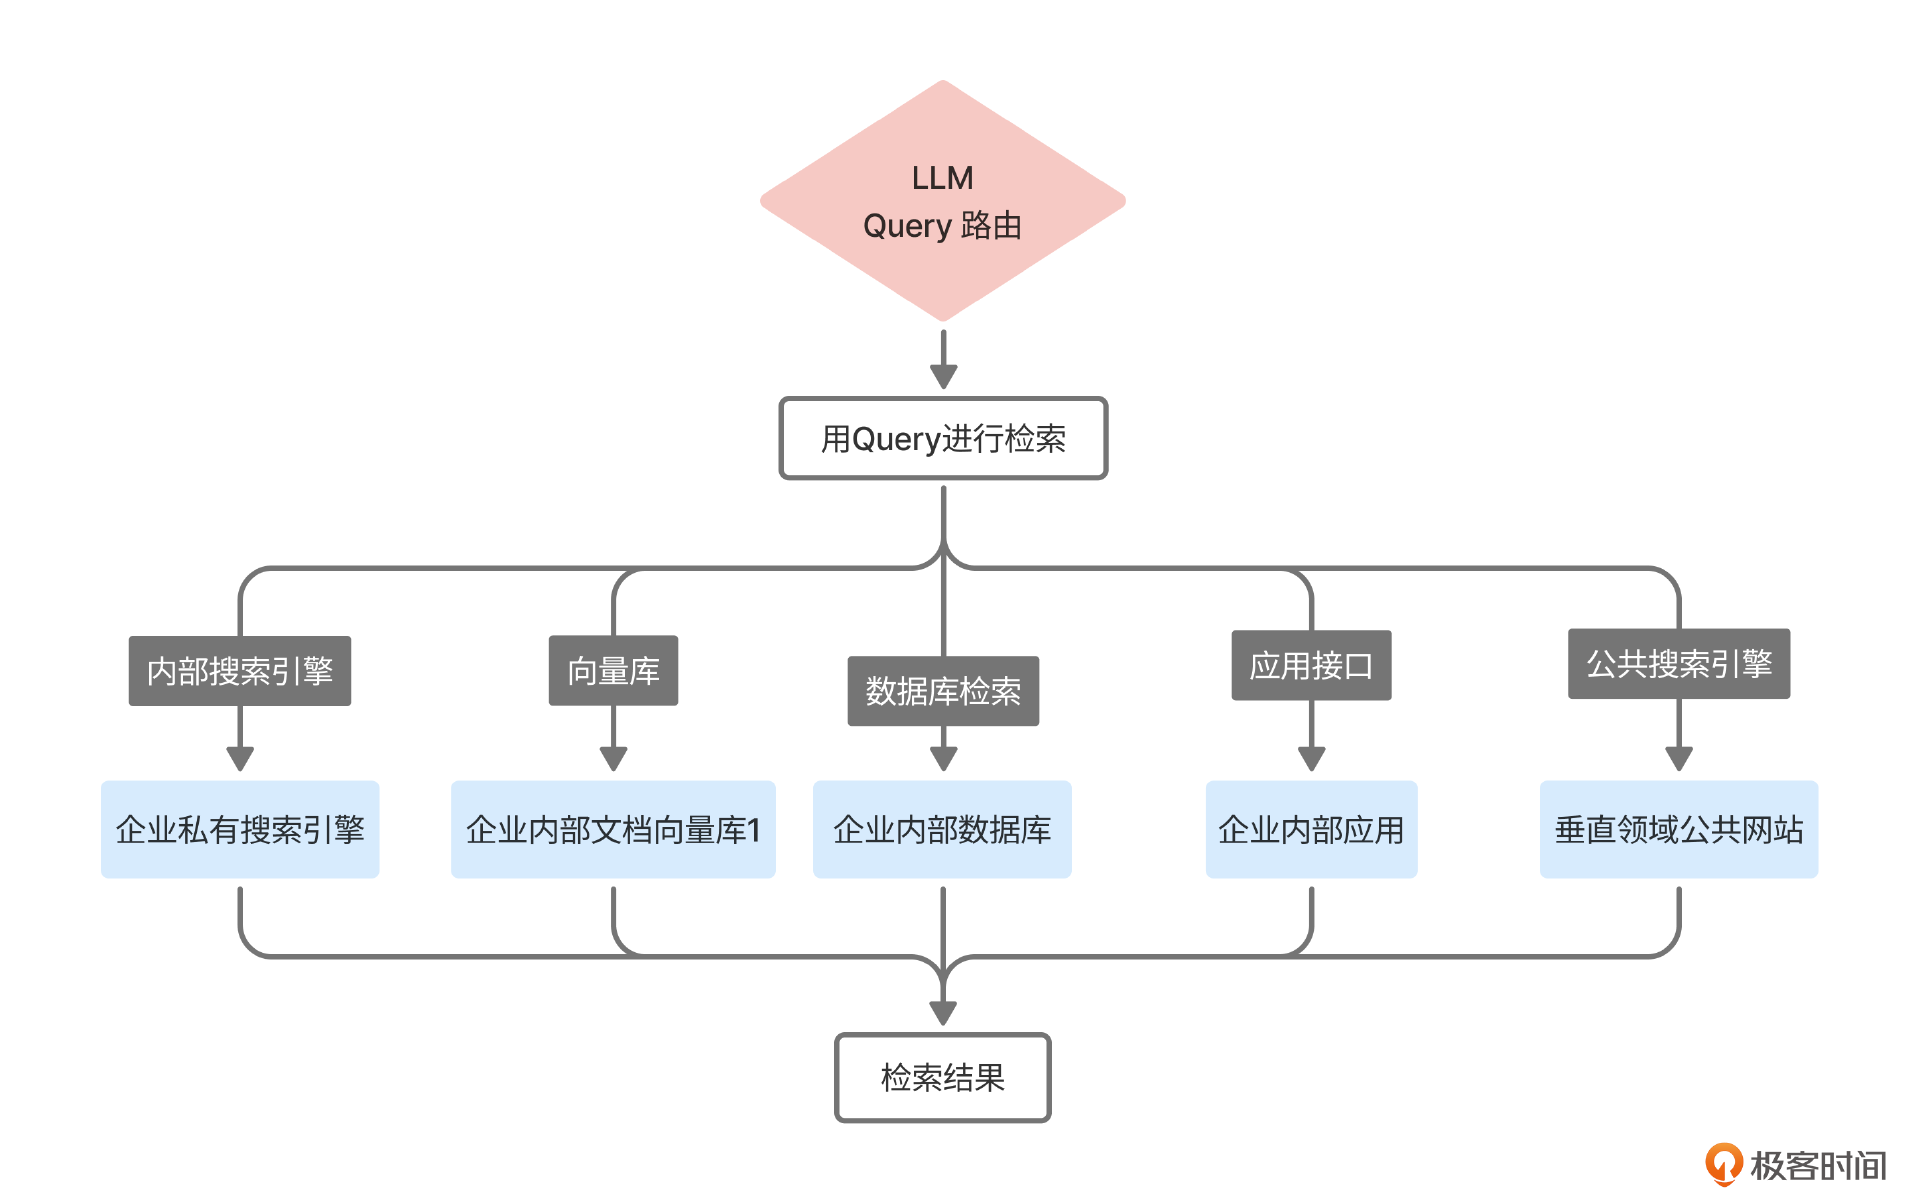 LLM
Query 路由
用Query进行检索
内部搜索引擎
向量库
数据库检索
应用接口
公共搜索引擎
企业私有搜索引擎
企业内部文档向量库1
企业内部数据库
企业内部应用
垂直领域公共网站
检索结果
极客时间